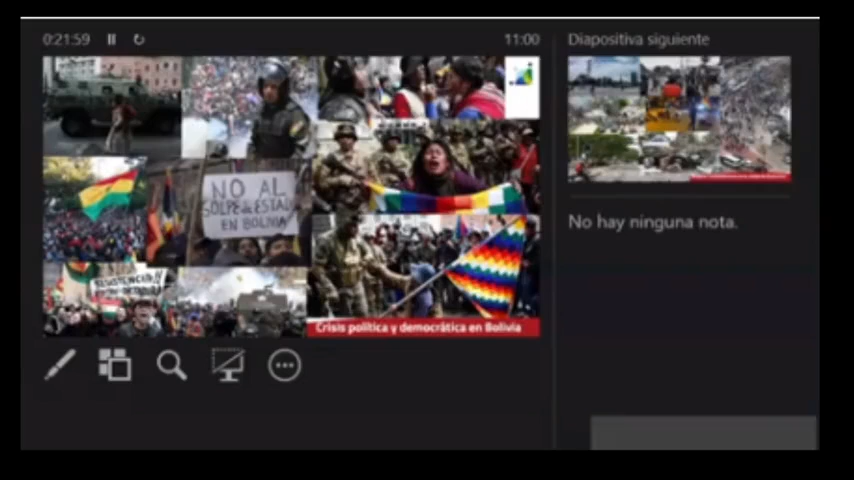 0:21:59
11:00
Diapositiva siguiente
NO AL
GOLPE de ESTADO
EN BOLIVIA
RESISTENCIA
Crisis política y democrática en Bolivia
No hay ninguna nota.